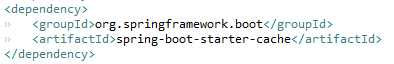 <dependency>
<groupId>org.springframework.boot</groupId>
<artifactId>spring-boot-starter-cache</artifactId>
</dependency>